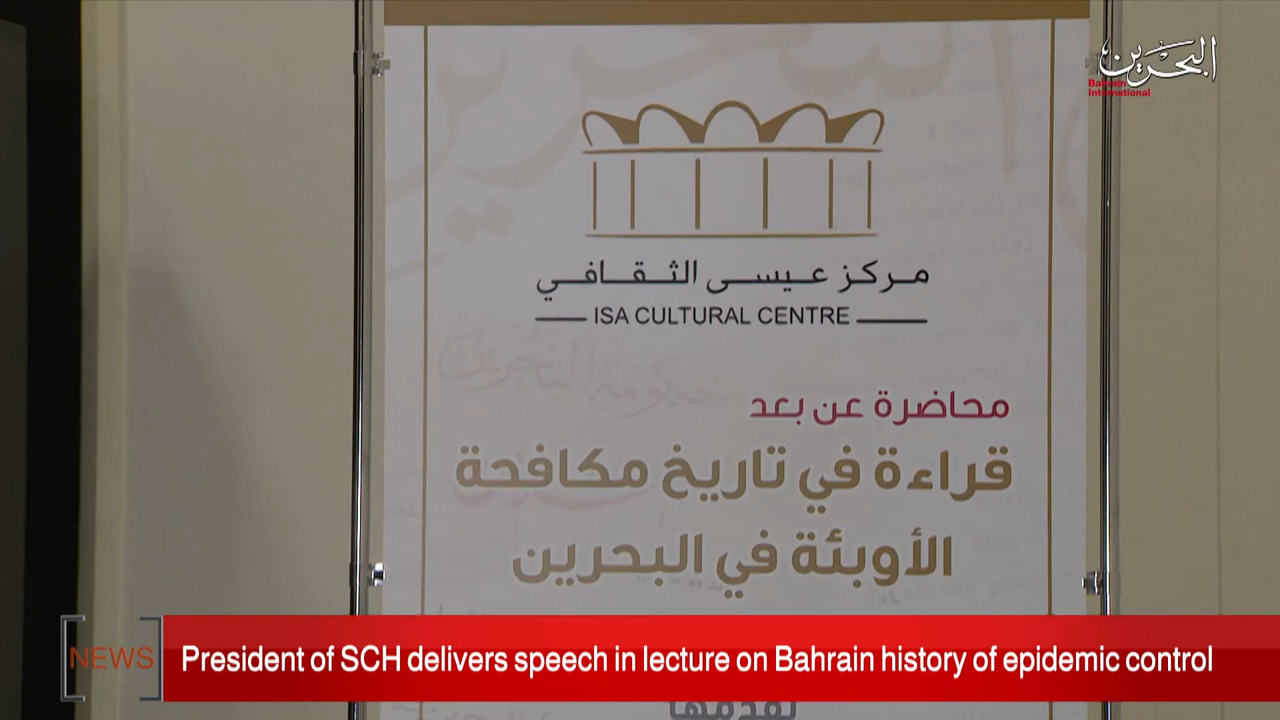 البحرين
Bahrain
International
مركز عيسى الثقافي
ISA CULTURAL CENTRE
محاضرة عن بعد
قراءة في تاريخ مكافحة
الأوبئة في البحرين
NEWS
President of SCH delivers speech in lecture on Bahrain history of epidemic control